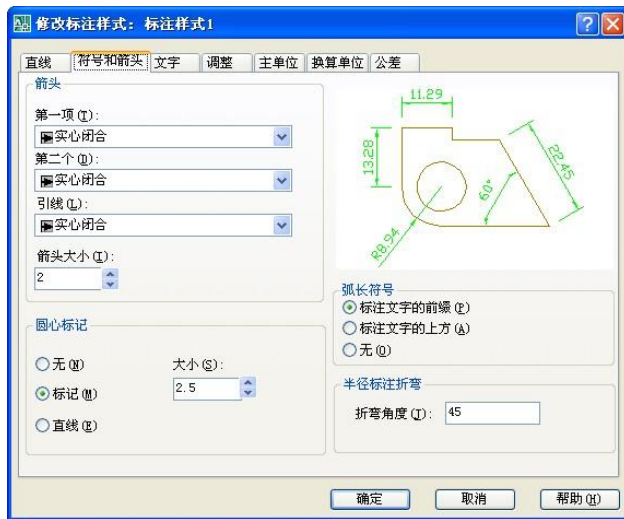 修改标注样式: 标注样式1
直线 符号和箭头 文字 调整 主单位 换算单位 公差
箭头
第一项(T):
实心闭合
第二个(D):
实心闭合
引线(L):
实心闭合
箭头大小(I):
2
圆心标记
无(N)
标记(M)
直线(E)
大小(S):
2.5
11.29
13.28
22.45
60°
R8.94
弧长符号
标注文字的前缀(P)
标注文字的上方(A)
无(O)
半径标注折弯
折弯角度(J): 45
确定 取消 帮助(H)